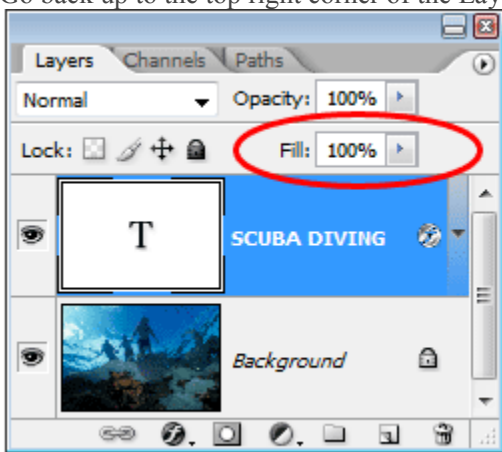 Go back up to the top right corner of the Lay
Layers Channels Paths
Normal Opacity: 100%
Lock: Fill: 100%
T SCUBA DIVING
Background